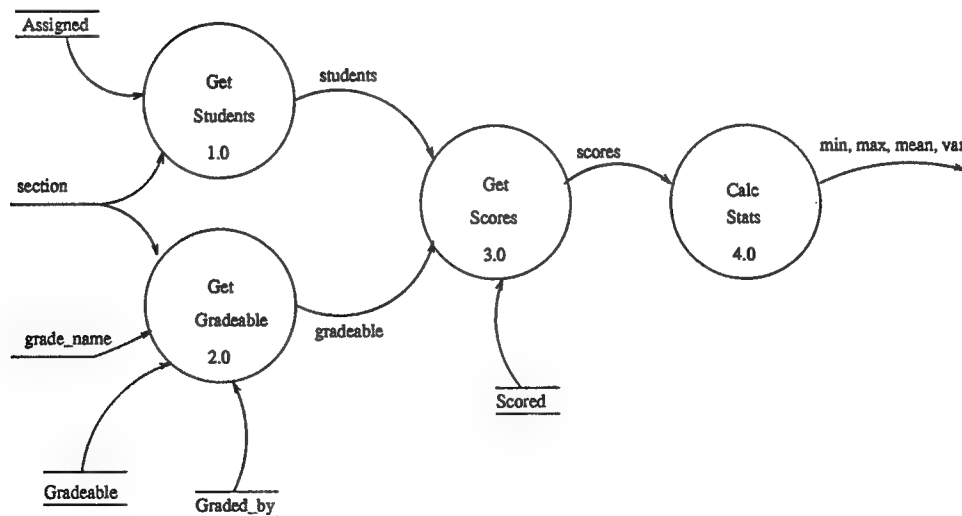 Assigned
Get
Students
1.0
students
section
Get
Scores
3.0
scores
Calc
Stats
4.0
min, max, mean, var
Get
Gradeable
2.0
grade_name
gradeable
Scored
Gradeable
Graded_by